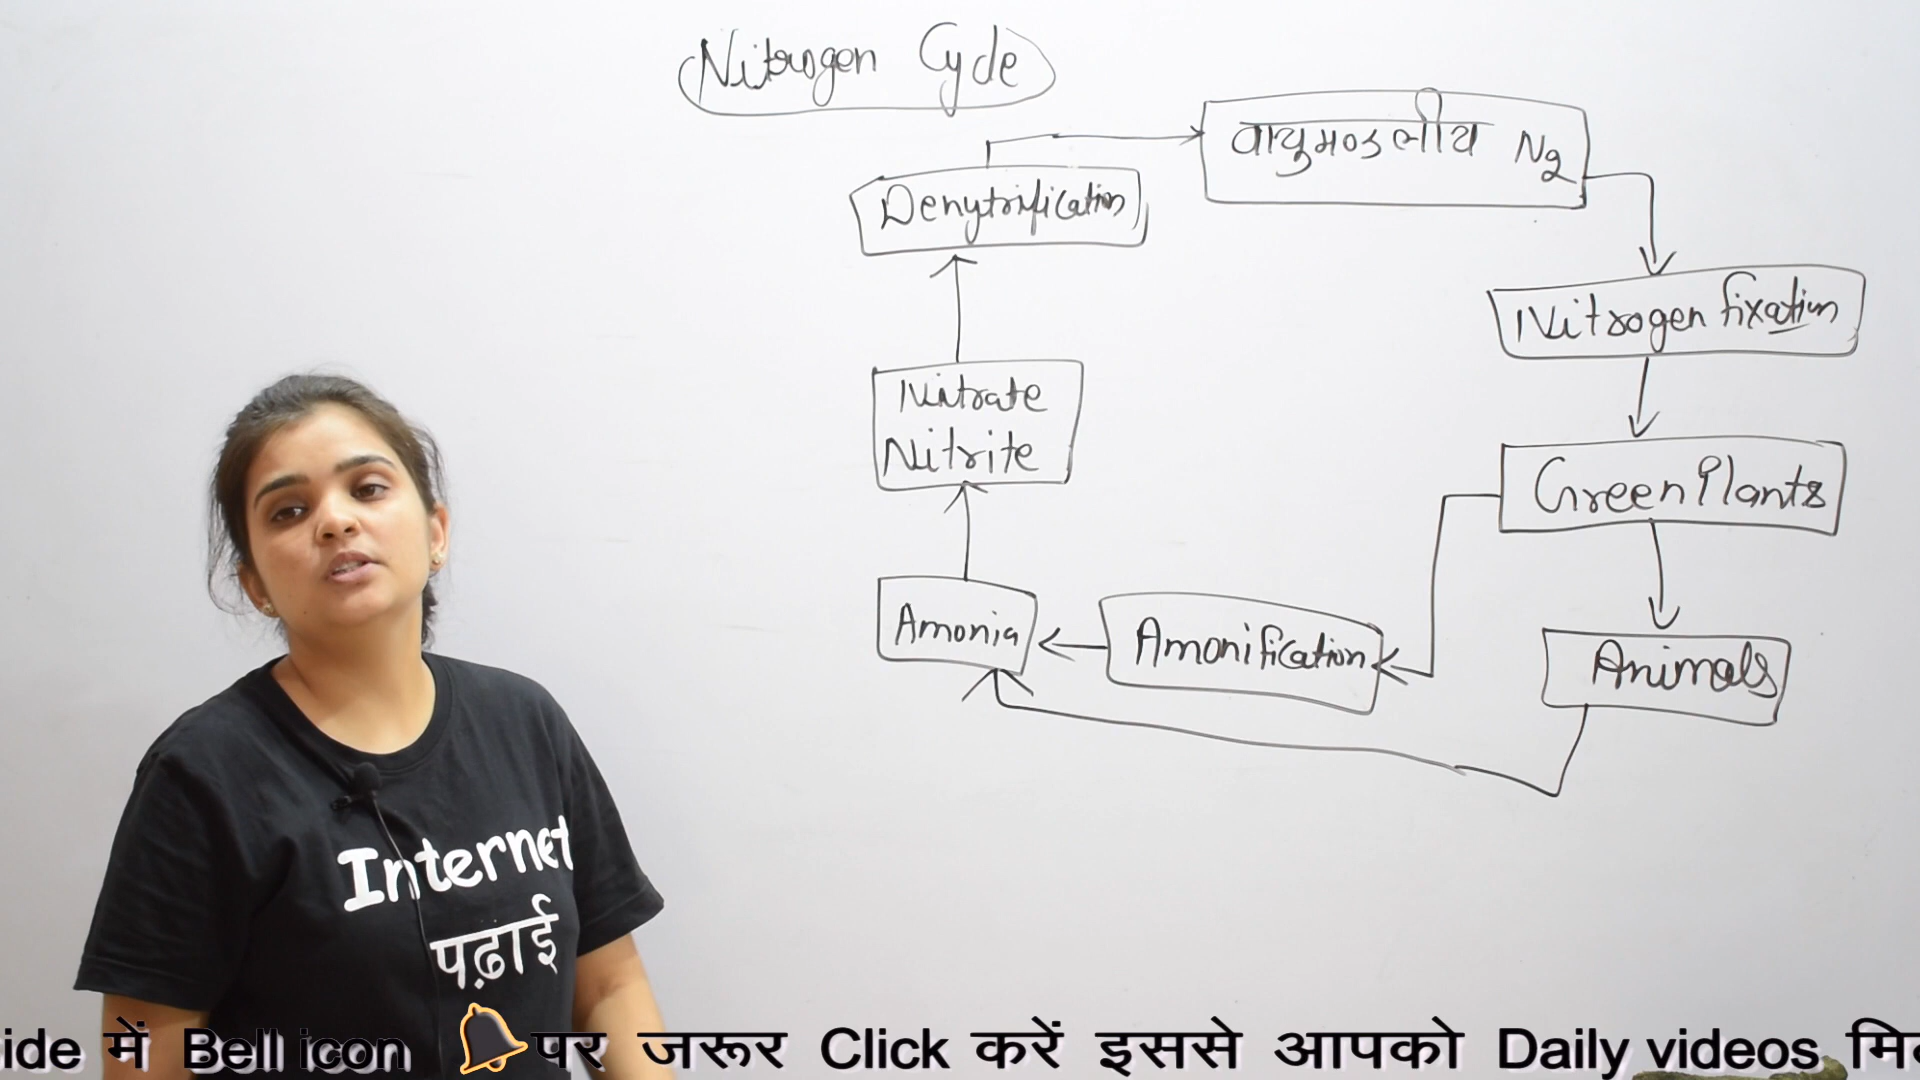 Nitrogen Cycle
वायुमण्डलीय N2
Denytrification
Nitrogen fixation
Nitrate
Nitrite
Green Plants
Amonia
Amonification
Animals
Internet
पढ़ाई
ide में Bell icon पर जरूर Click करें इससे आपको Daily videos